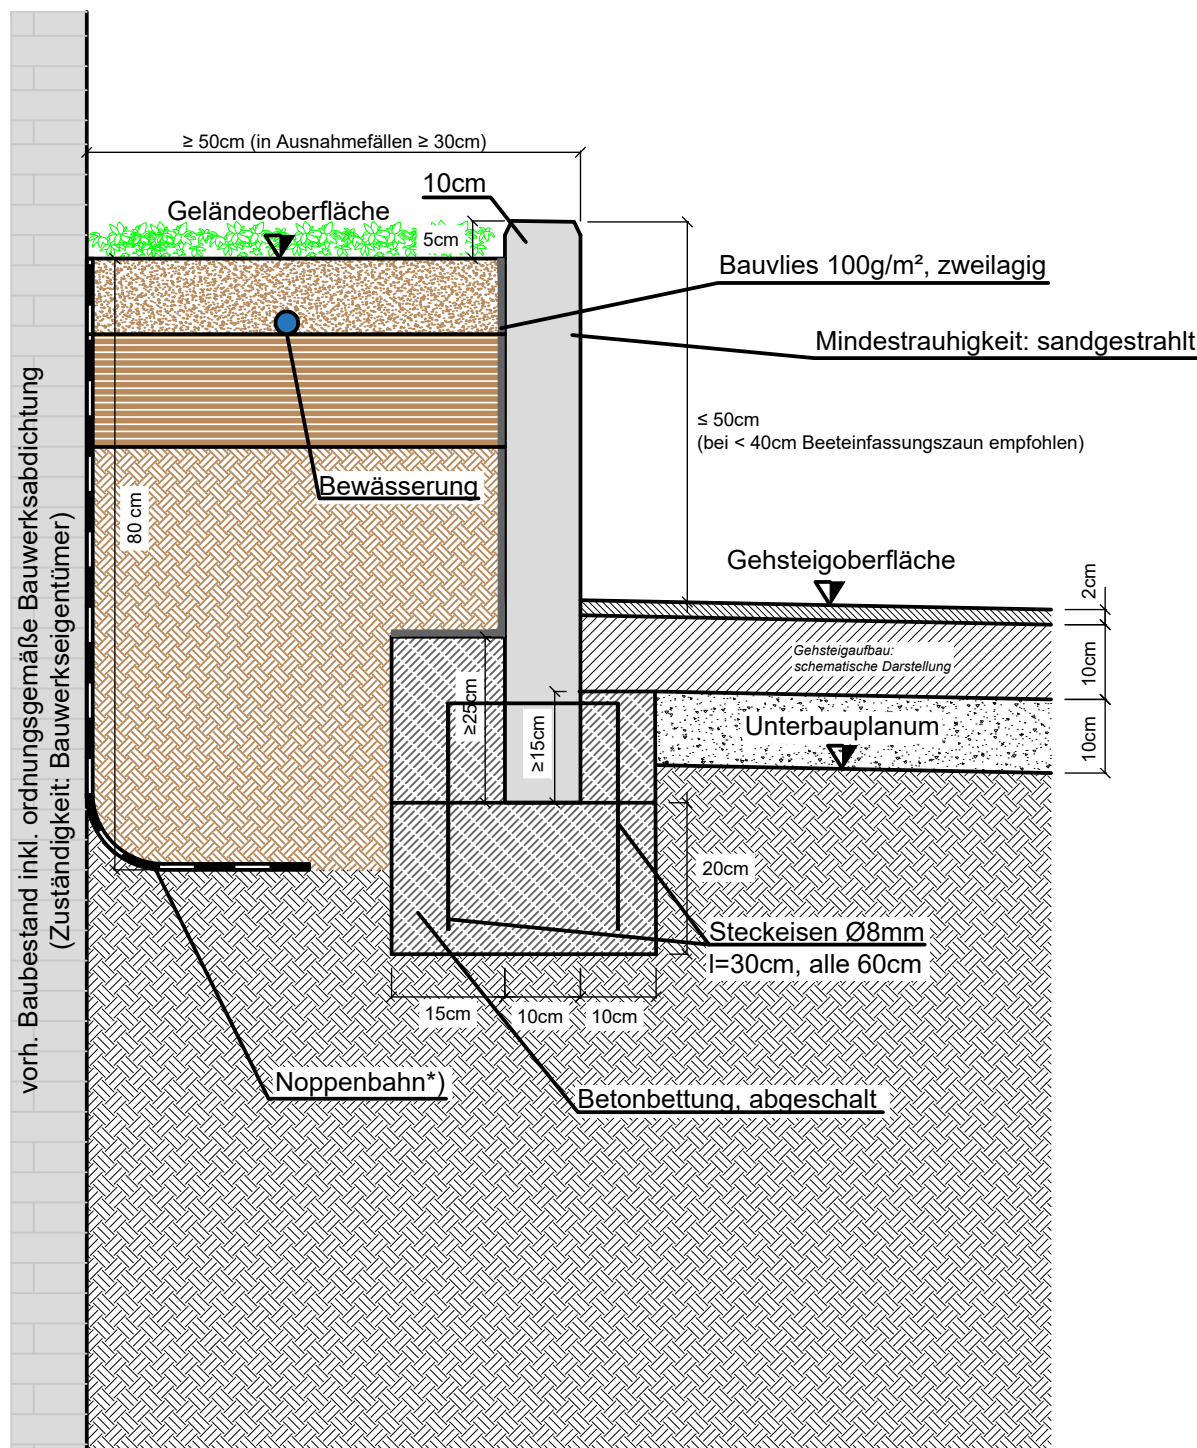 ≥ 50cm (in Ausnahmefällen ≥ 30cm)
10cm
Geländeoberfläche
5cm
Bauvlies 100g/m², zweilagig
Mindestrauhigkeit: sandgestrahlt
≤ 50cm
(bei < 40cm Beeteinfassungszaun empfohlen)
Bewässerung
80 cm
vorh. Baubestand inkl. ordnungsgemäße Bauwerksabdichtung
(Zuständigkeit: Bauwerkseigentümer)
Gehsteigoberfläche
2cm
Gehsteigaufbau:
schematische Darstellung
10cm
≥25cm
≥15cm
Unterbauplanum
10cm
20cm
Steckeisen Ø8mm
l=30cm, alle 60cm
15cm
10cm
10cm
Noppenbahn*)
Betonbettung, abgeschalt